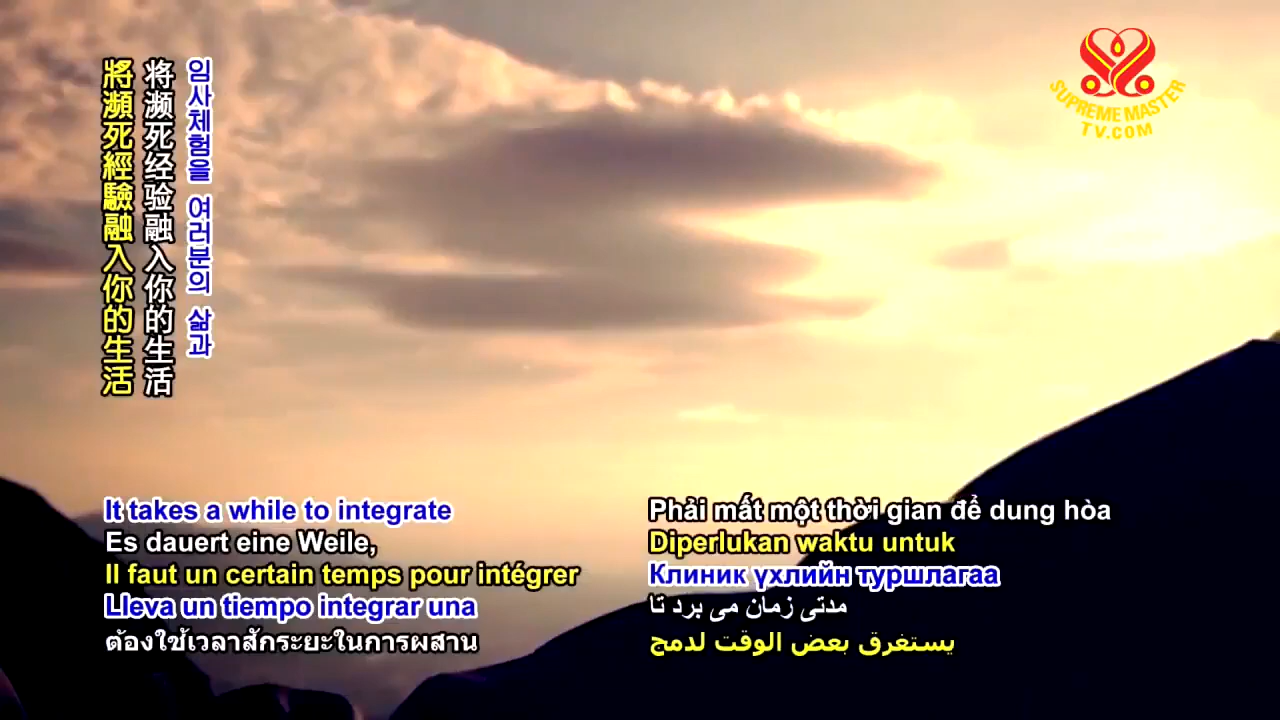 將瀕死經驗融入你的生活
将濒死经验融入你的生活
임사체험을 여러분의 삶과
SUPREME MASTER
TV.COM
It takes a while to integrate
Es dauert eine Weile,
Il faut un certain temps pour intégrer
Lleva un tiempo integrar una
ต้องใช้เวลาสักระยะในการผสาน
Phải mất một thời gian để dung hòa
Diperlukan waktu untuk
Клиник үхлийн туршлагаа
مدتی زمان می برد تا
يستغرق بعض الوقت لدمج